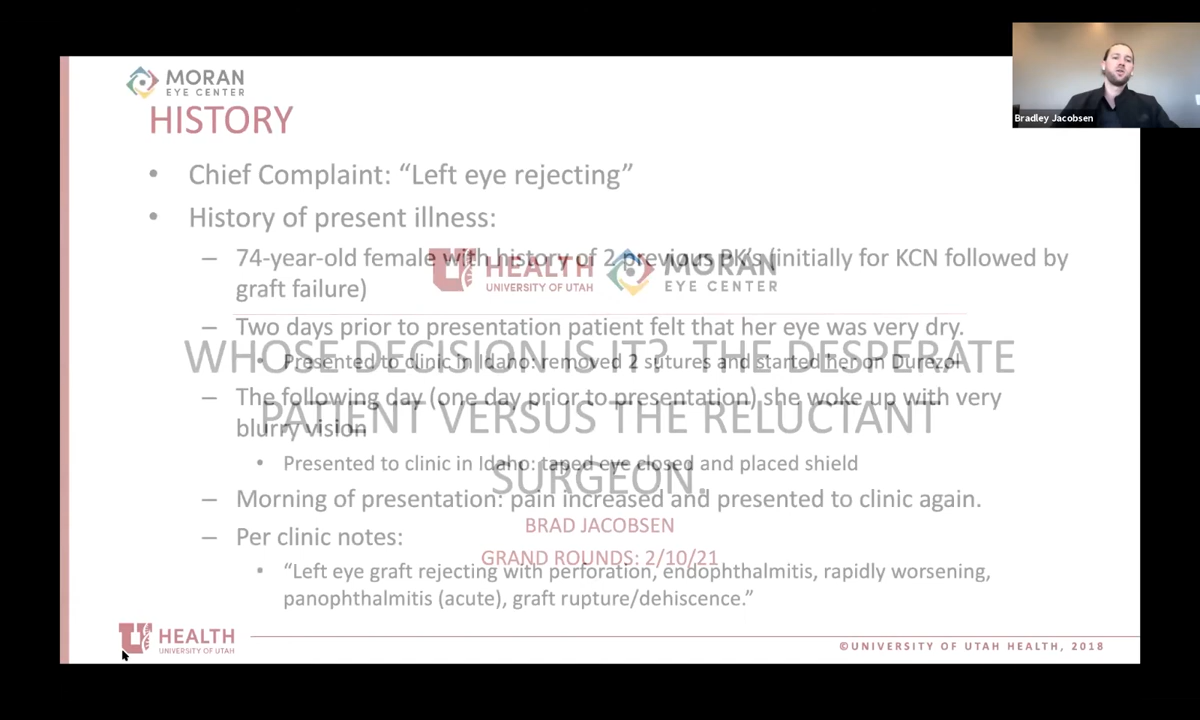 MORAN
EYE CENTER
HISTORY
Bradley Jacobsen
• Chief Complaint: “Left eye rejecting”
• History of present illness:
– 74-year-old female with history of 2 previous PK's (initially for KCN followed by
graft failure)
– Two days prior to presentation patient felt that her eye was very dry.
• Presented to clinic in Idaho: removed 2 sutures and started her on Durezol
– The following day (one day prior to presentation) she woke up with very
blurry vision
• Presented to clinic in Idaho: taped eye closed and placed shield
– Morning of presentation: pain increased and presented to clinic again.
– Per clinic notes:
• “Left eye graft rejecting with perforation, endophthalmitis, rapidly worsening,
panophthalmitis (acute), graft rupture/dehiscence.”
U HEALTH
UNIVERSITY OF UTAH
MORAN
EYE CENTER
WHOSE DECISION IS IT? THE DESPERATE
PATIENT VERSUS THE RELUCTANT
SURGEON.
BRAD JACOBSEN
GRAND ROUNDS: 2/10/21
U HEALTH
UNIVERSITY OF UTAH
©UNIVERSITY OF UTAH HEALTH, 2018